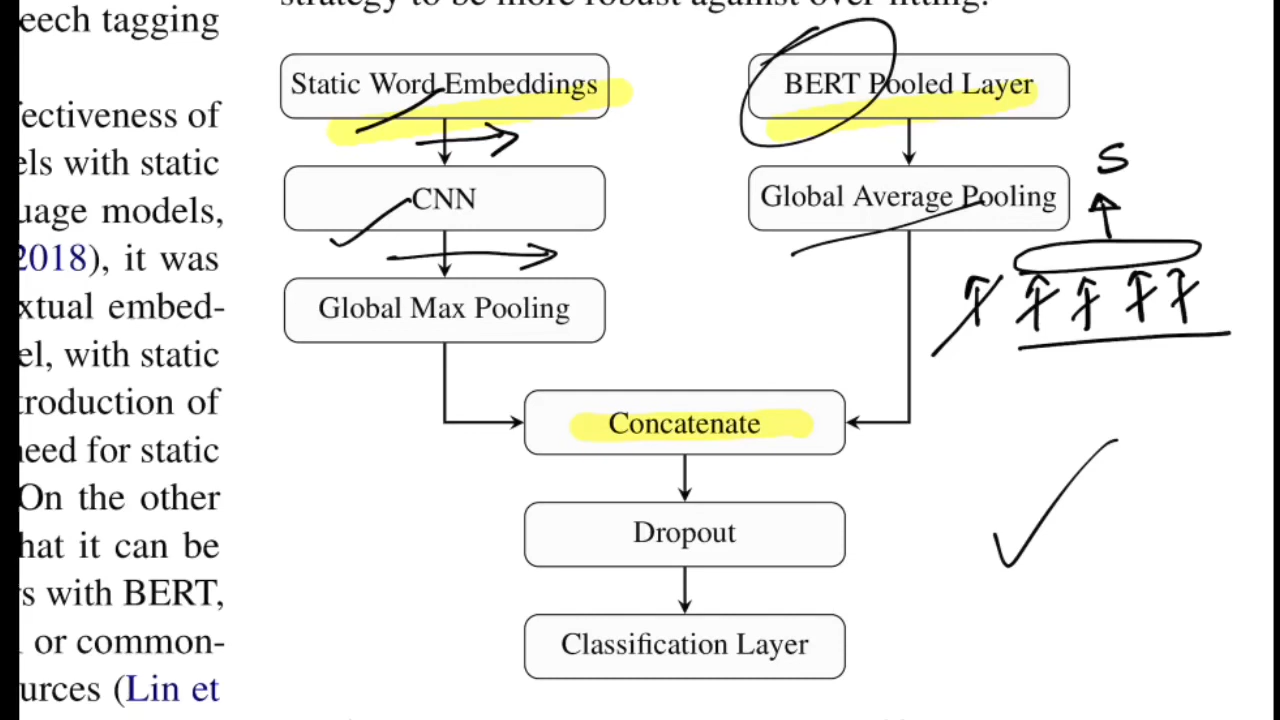 eech tagging
fectiveness of
els with static
uage models,
2018), it was
xtual embed-
el, with static
troduction of
need for static
On the other
hat it can be
s with BERT,
or common-
urces (Lin et
strategy to be more robust against over-fitting.
Static Word Embeddings
BERT Pooled Layer
CNN
Global Average Pooling
S
Global Max Pooling
Concatenate
Dropout
Classification Layer